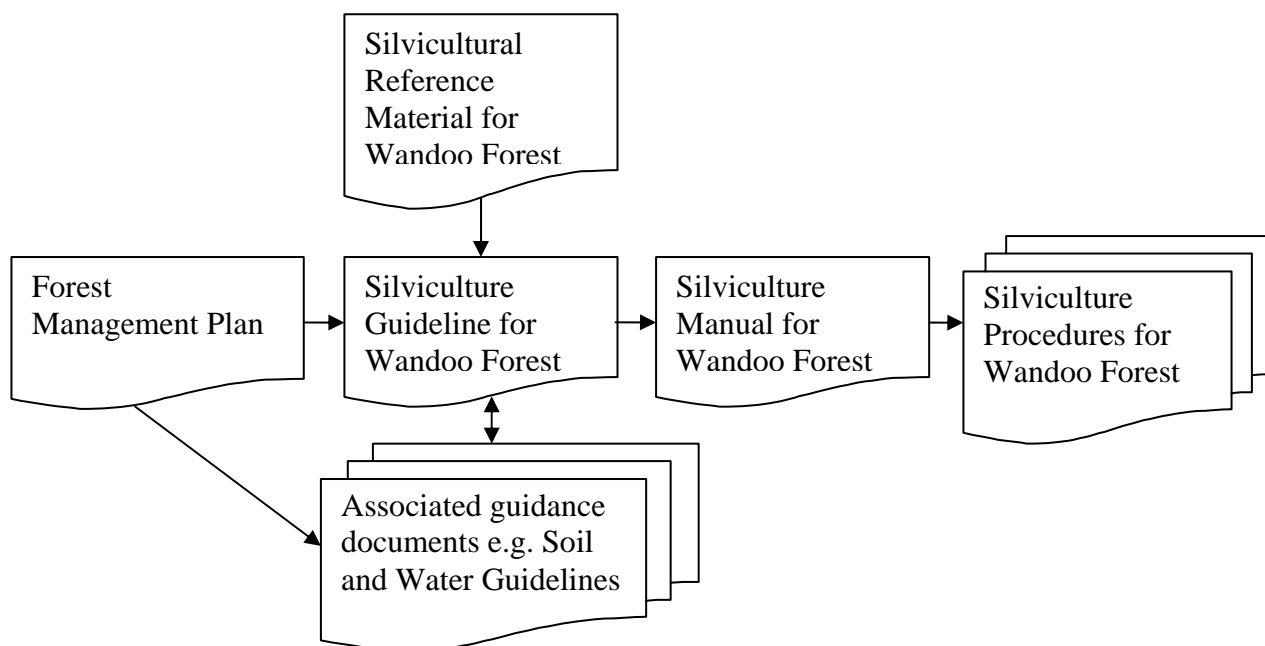 Silvicultural
Reference
Material for
Wandoo Forest
Forest
Management Plan
Silviculture
Guideline for
Wandoo Forest
Silviculture
Manual for
Wandoo Forest
Silviculture
Procedures for
Wandoo Forest
Associated guidance
documents e.g. Soil
and Water Guidelines